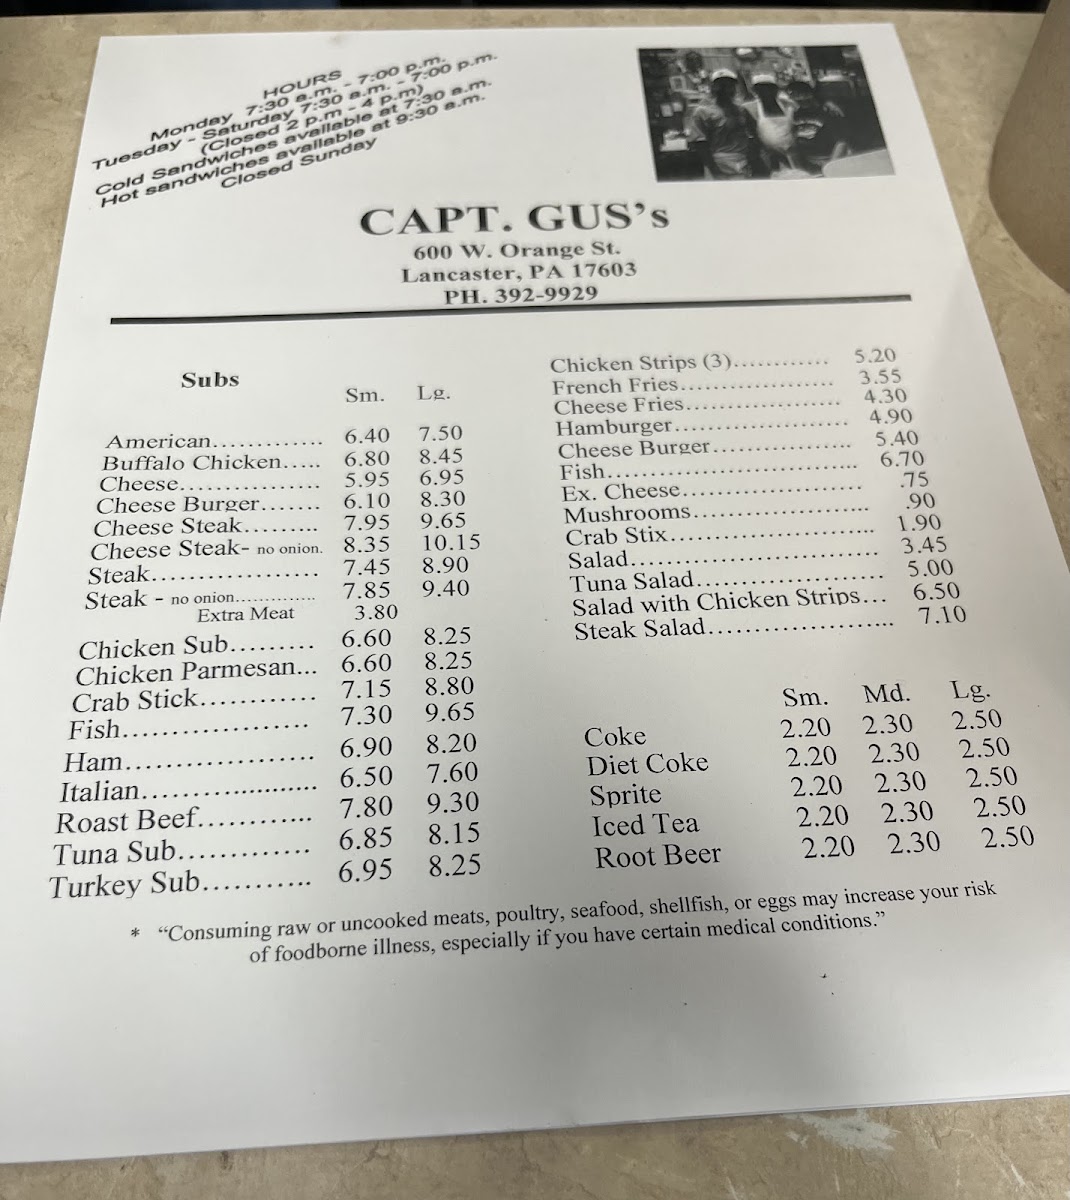 HOURS
Monday 7:30 a.m. - 7:00 p.m.
Tuesday - Saturday 7:30 a.m. - 7:00 p.m.
(Closed 2 p.m - 4 p.m)
Cold Sandwiches available at 7:30 a.m.
Hot sandwiches available at 9:30 a.m.
Closed Sunday
CAPT. GUS's
600 W. Orange St.
Lancaster, PA 17603
PH. 392-9929
Subs Sm. Lg.
American............. 6.40 7.50
Buffalo Chicken..... 6.80 8.45
Cheese................ 5.95 6.95
Cheese Burger....... 6.10 8.30
Cheese Steak......... 7.95 9.65
Cheese Steak- no onion. 8.35 10.15
Steak.................. 7.45 8.90
Steak - no onion.............. 7.85 9.40
Extra Meat 3.80
Chicken Sub......... 6.60 8.25
Chicken Parmesan... 6.60 8.25
Crab Stick............ 7.15 8.80
Fish................... 7.30 9.65
Ham................... 6.90 8.20
Italian................... 6.50 7.60
Roast Beef............ 7.80 9.30
Tuna Sub............. 6.85 8.15
Turkey Sub........... 6.95 8.25
Chicken Strips (3)............ 5.20
French Fries................... 3.55
Cheese Fries................... 4.30
Hamburger..................... 4.90
Cheese Burger................. 5.40
Fish.............................. 6.70
Ex. Cheese...................... .75
Mushrooms...................... .90
Crab Stix......................... 1.90
Salad.............................. 3.45
Tuna Salad...................... 5.00
Salad with Chicken Strips... 6.50
Steak Salad...................... 7.10
Sm. Md. Lg.
Coke 2.20 2.30 2.50
Diet Coke 2.20 2.30 2.50
Sprite 2.20 2.30 2.50
Iced Tea 2.20 2.30 2.50
Root Beer 2.20 2.30 2.50
* “Consuming raw or uncooked meats, poultry, seafood, shellfish, or eggs may increase your risk
of foodborne illness, especially if you have certain medical conditions.”